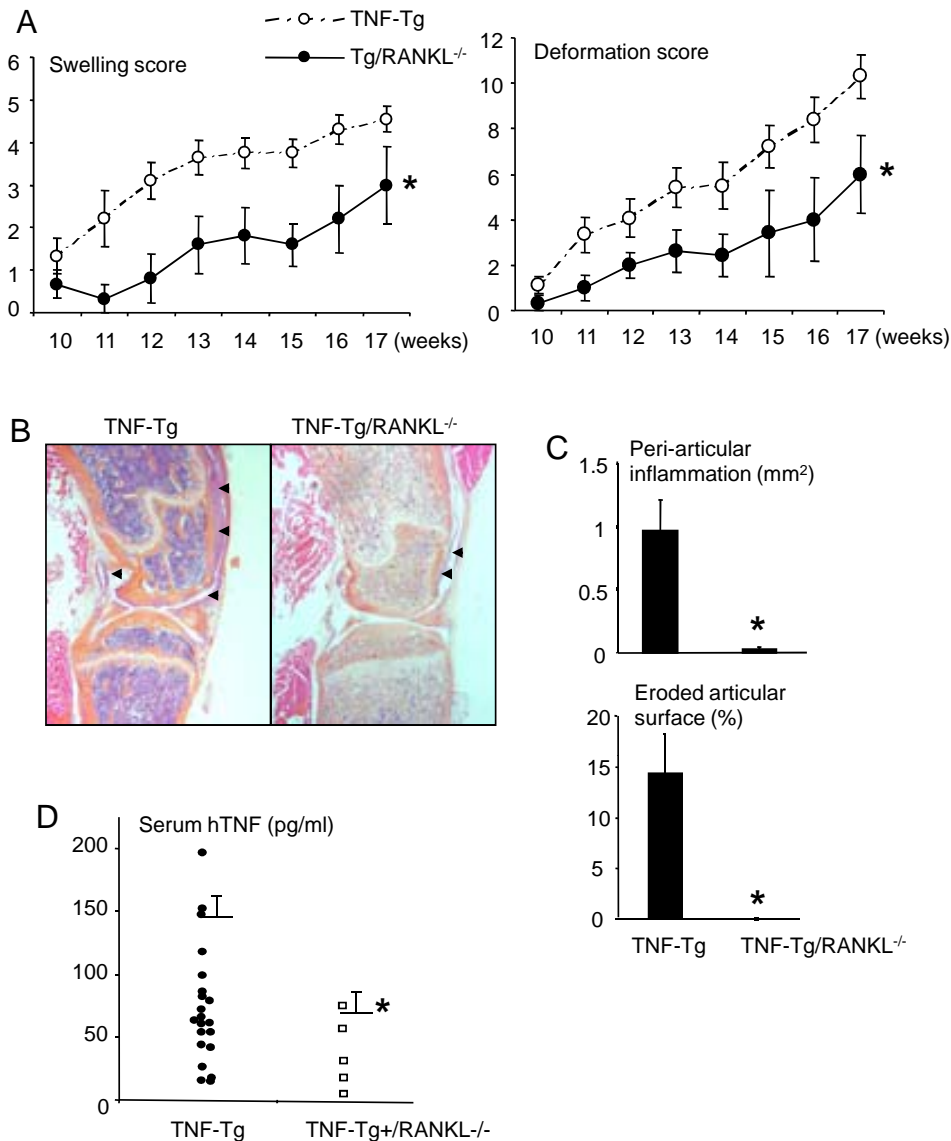 A
TNF-Tg
Tg/RANKL-/-
Swelling score
6
5
4
3
2
1
0
*
10 11 12 13 14 15 16 17 (weeks)
Deformation score
12
10
8
6
4
2
0
*
10 11 12 13 14 15 16 17 (weeks)
B
TNF-Tg TNF-Tg/RANKL-/-
C
Peri-articular
inflammation (mm2)
1.5
1
0.5
0
*
Eroded articular
surface (%)
20
15
10
5
0
*
TNF-Tg TNF-Tg/RANKL-/-
D
Serum hTNF (pg/ml)
200
150
100
50
0
*
TNF-Tg TNF-Tg+/RANKL-/-